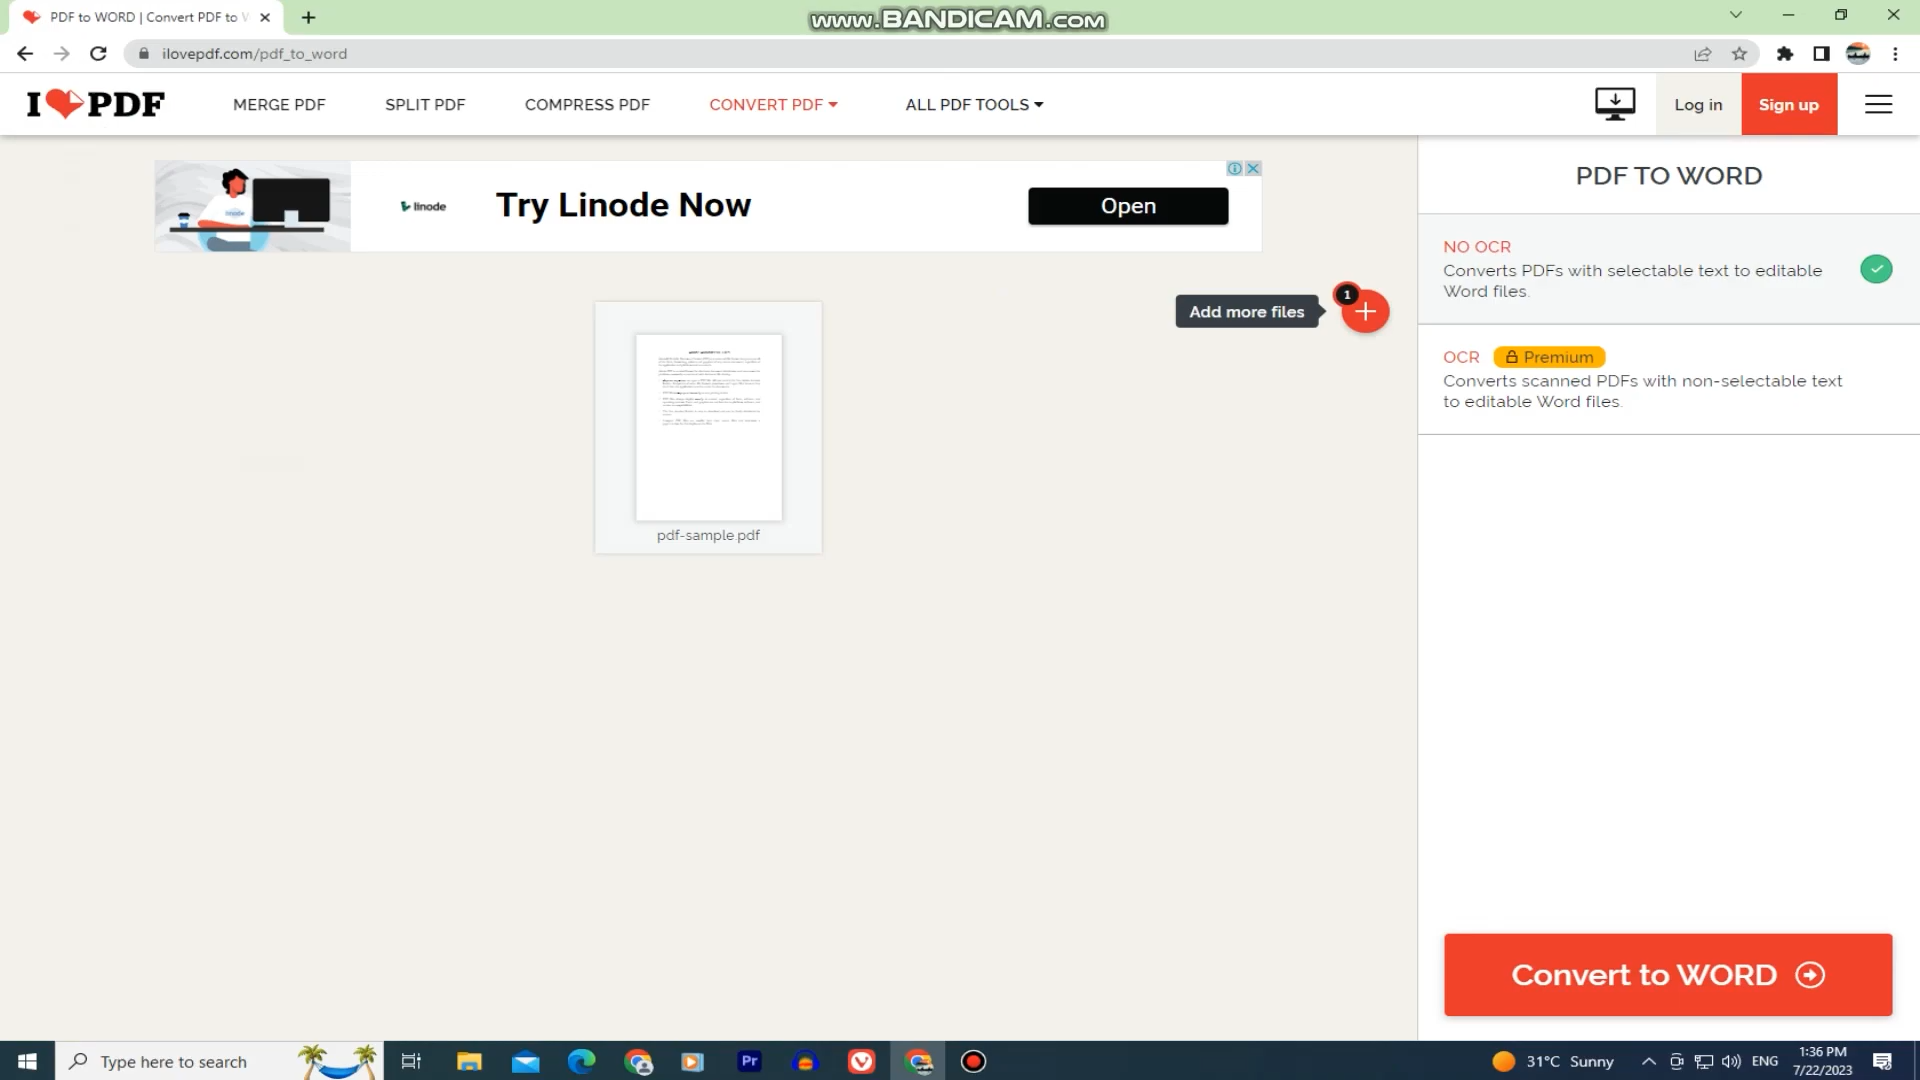 PDF to WORD | Convert PDF to W
www.BANDICAM.com
ilovepdf.com/pdf_to_word
I PDF
MERGE PDF
SPLIT PDF
COMPRESS PDF
CONVERT PDF
ALL PDF TOOLS
Log in
Sign up
linode
Try Linode Now
Open
PDF TO WORD
NO OCR
Converts PDFs with selectable text to editable
Word files.
Add more files
1
OCR
Premium
Converts scanned PDFs with non-selectable text
to editable Word files.
pdf-sample.pdf
Convert to WORD
Type here to search
Pr
31°C Sunny
ENG
1:36 PM
7/22/2023